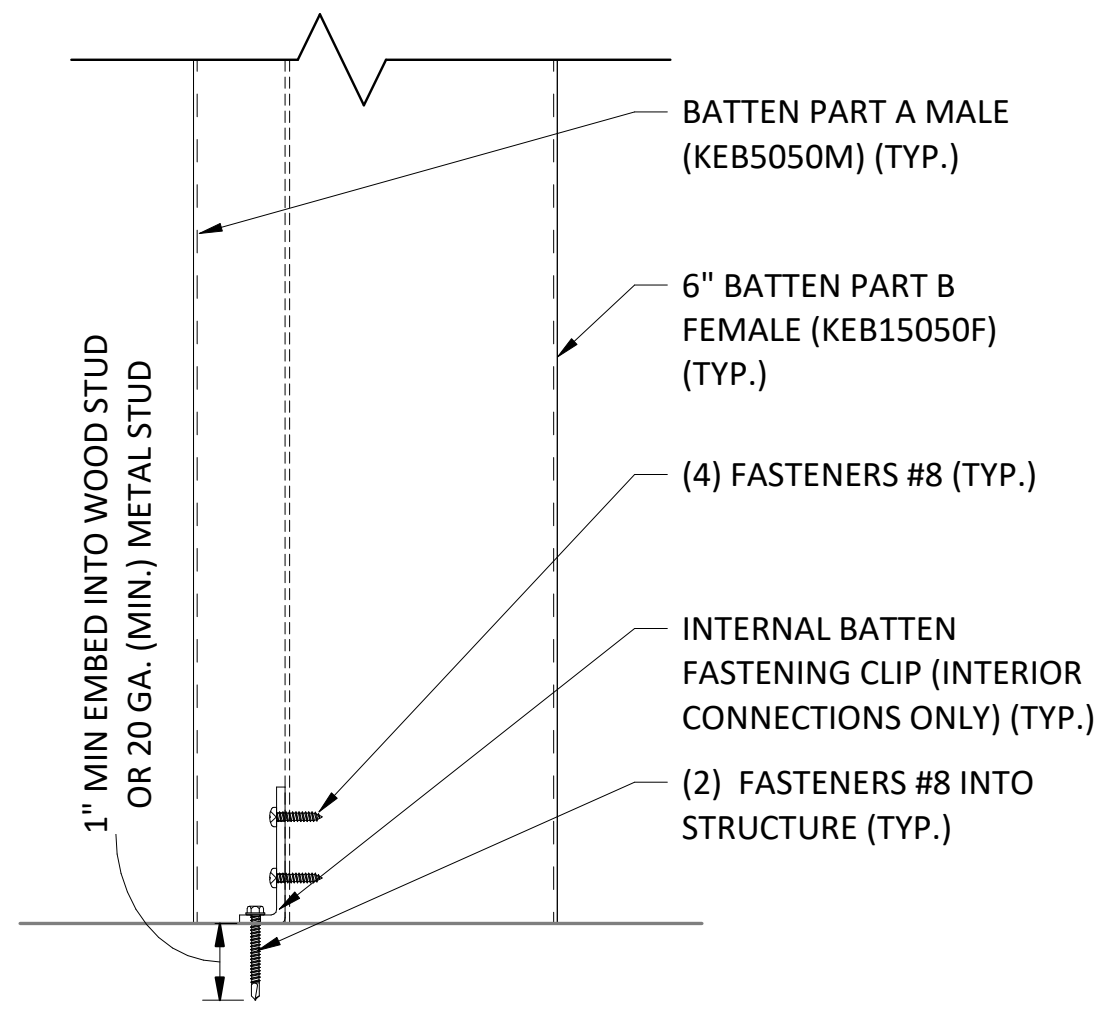 BATTEN PART A MALE
(KEB5050M) (TYP.)
6" BATTEN PART B
FEMALE (KEB15050F)
(TYP.)
(4) FASTENERS #8 (TYP.)
INTERNAL BATTEN
FASTENING CLIP (INTERIOR
CONNECTIONS ONLY) (TYP.)
(2) FASTENERS #8 INTO
STRUCTURE (TYP.)
1" MIN EMBED INTO WOOD STUD
OR 20 GA. (MIN.) METAL STUD